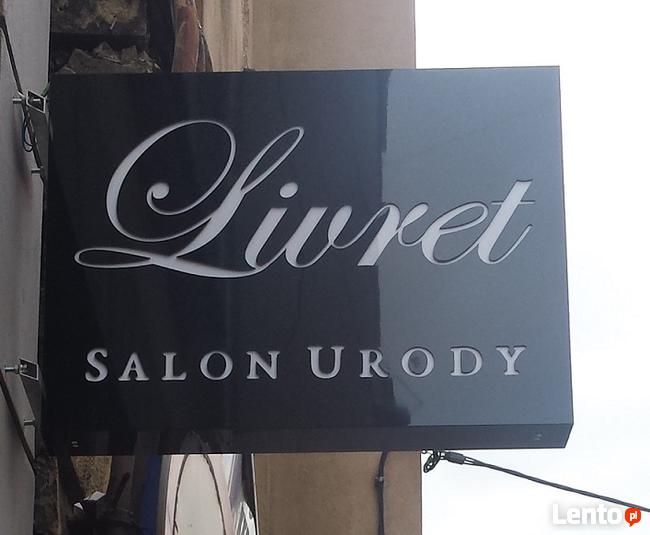 Livret
SALON URODY
Lento pl